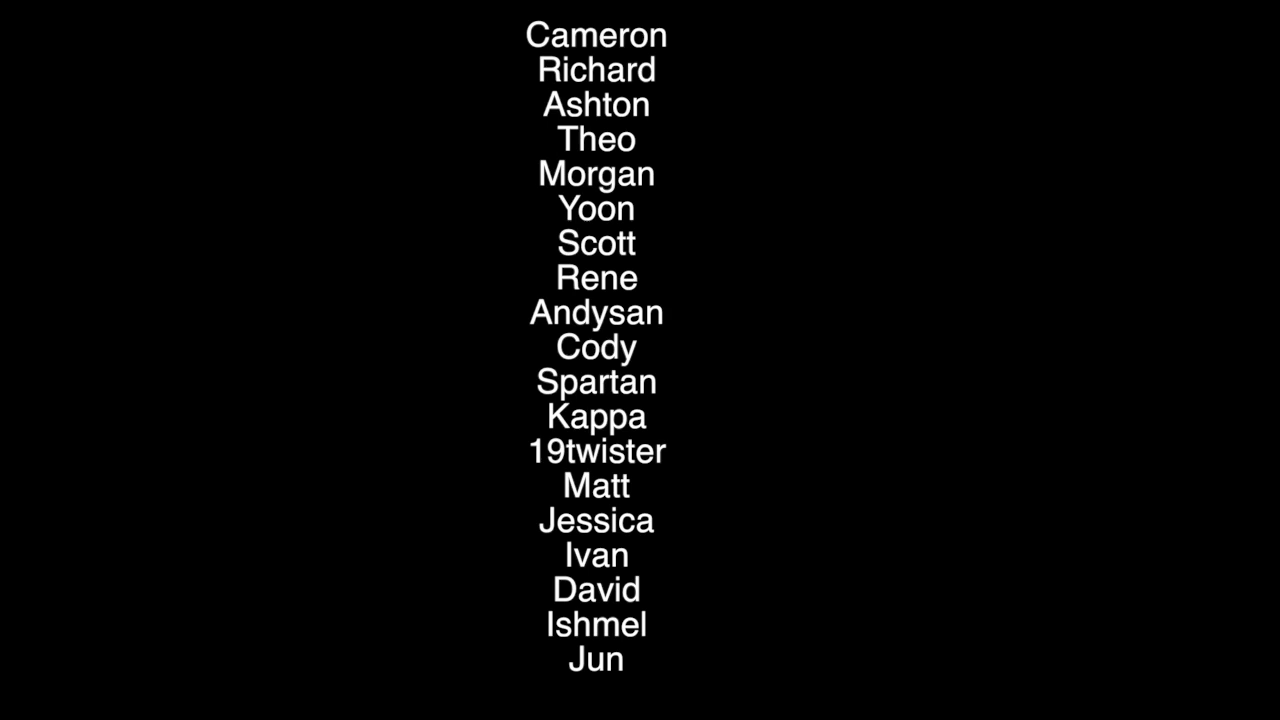 Cameron
Richard
Ashton
Theo
Morgan
Yoon
Scott
Rene
Andysan
Cody
Spartan
Kappa
19twister
Matt
Jessica
Ivan
David
Ishmel
Jun